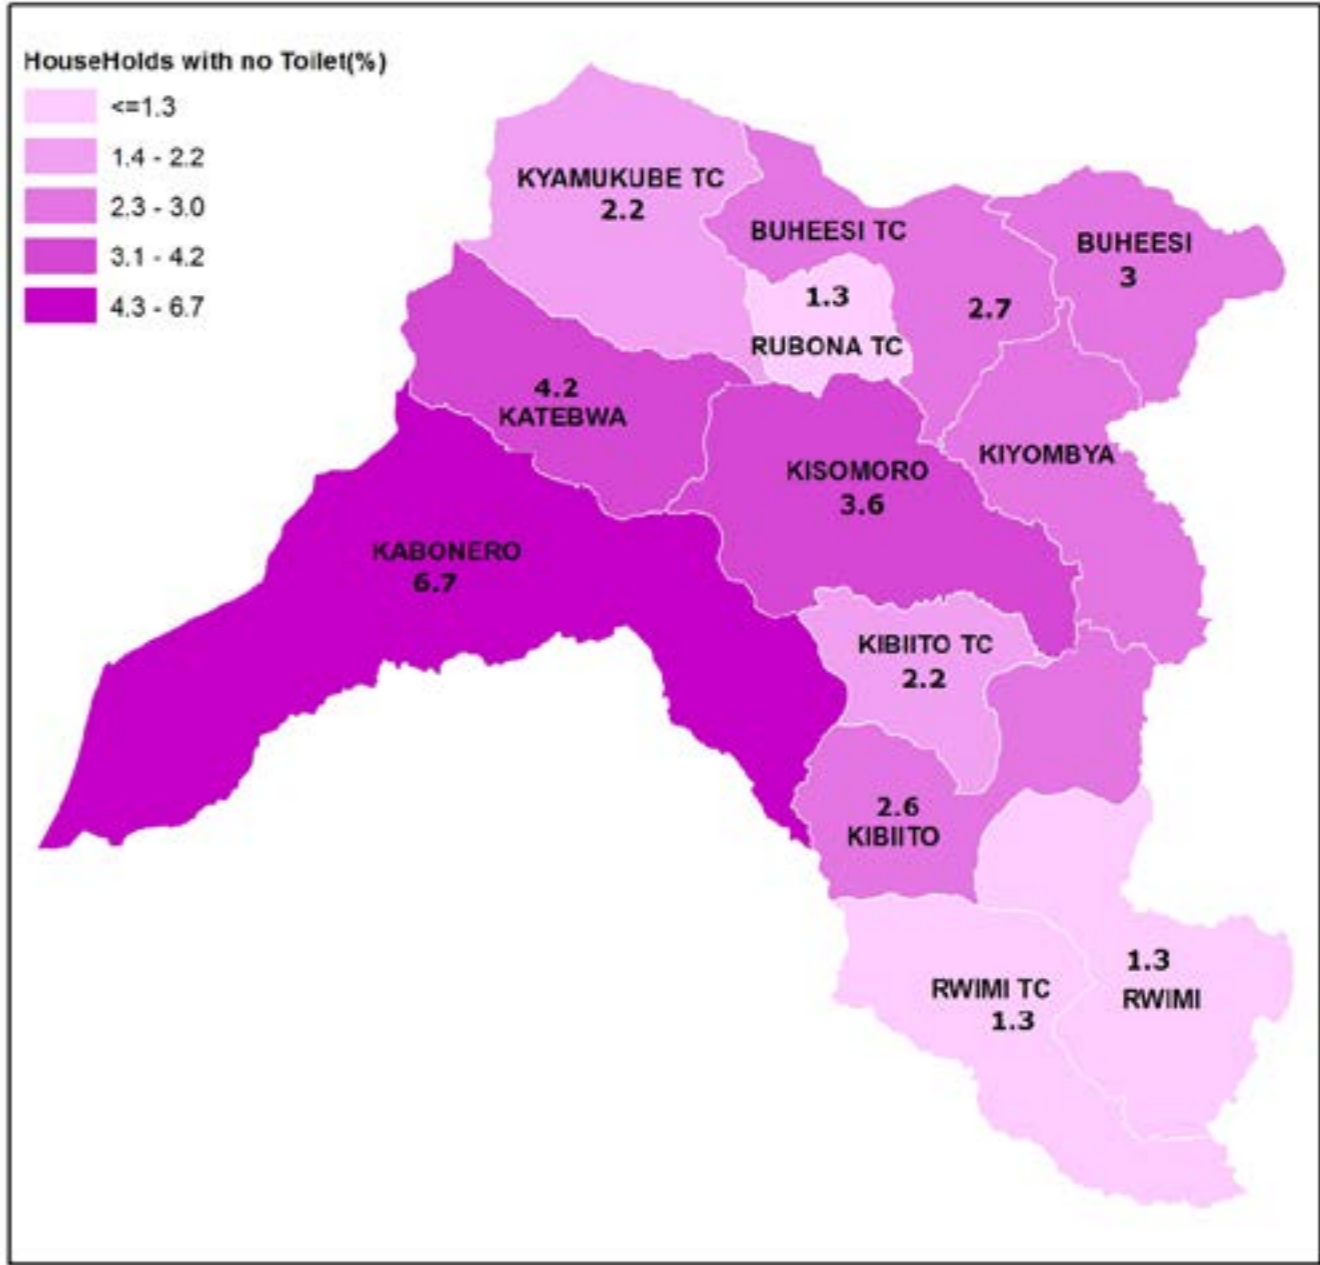 HouseHolds with no Toilet(%)
<=1.3
1.4 - 2.2
2.3 - 3.0
3.1 - 4.2
4.3 - 6.7
KYAMUKUBE TC
2.2
BUHEESI TC
2.7
BUHEESI
3
1.3
RUBONA TC
4.2
KATEBWA
KISOMORO
3.6
KIYOMBYA
KABONERO
6.7
KIBIITO TC
2.2
2.6
KIBIITO
RWIMI TC
1.3
1.3
RWIMI